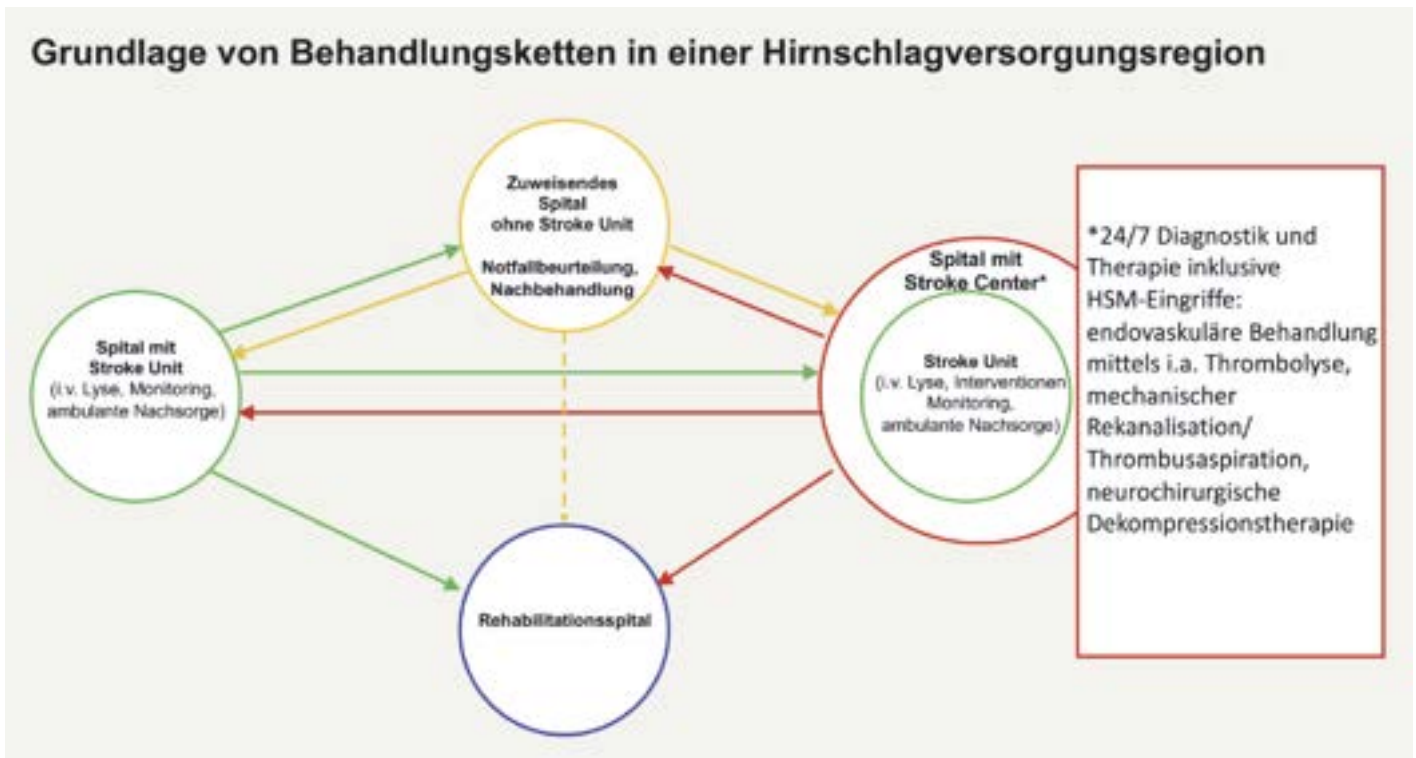 Grundlage von Behandlungsketten in einer Hirnschlagversorgungsregion
Zuweisendes
Spital
ohne Stroke Unit
Notfallbeurteilung,
Nachbehandlung
Spital mit
Stroke Unit
(i.v. Lyse, Monitoring,
ambulante Nachsorge)
Spital mit
Stroke Center*
Stroke Unit
(i.v. Lyse, Interventionen
Monitoring,
ambulante Nachsorge)
*24/7 Diagnostik und
Therapie inklusive
HSM-Eingriffe:
endovaskuläre Behandlung
mittels i.a. Thrombolyse,
mechanischer
Rekanalisation/
Thrombusaspiration,
neurochirurgische
Dekompressionstherapie
Rehabilitationsspital